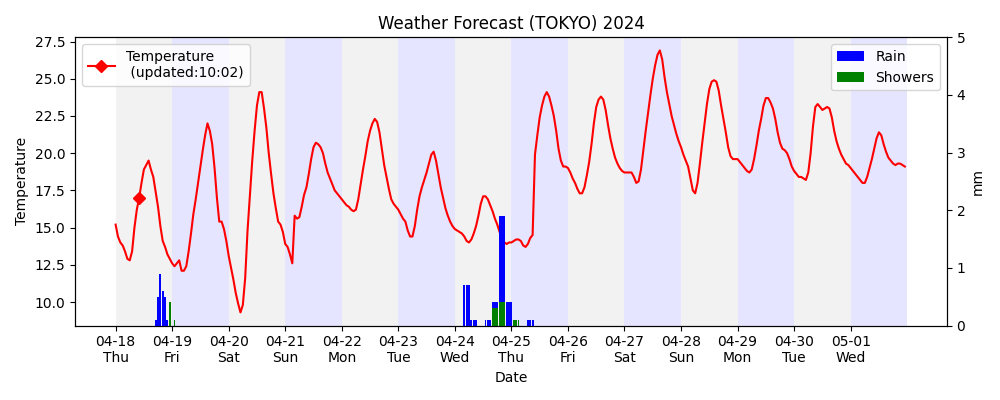 Weather Forecast (TOKYO) 2024
Temperature
(updated:10:02)
Rain
Showers
27.5
25.0
22.5
20.0
17.5
15.0
12.5
10.0
Temperature
5
4
3
2
1
0
mm
04-18 04-19 04-20 04-21 04-22 04-23 04-24 04-25 04-26 04-27 04-28 04-29 04-30 05-01
Thu Fri Sat Sun Mon Tue Wed Thu Fri Sat Sun Mon Tue Wed
Date